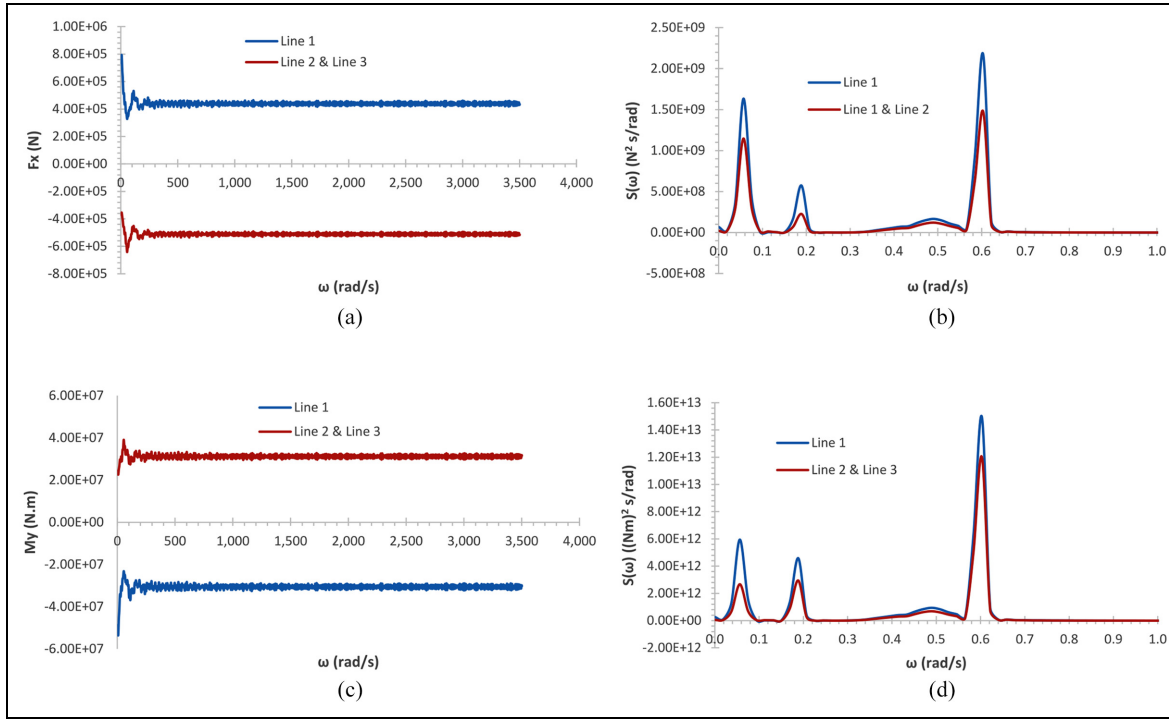 1.00E+06
8.00E+05
6.00E+05
4.00E+05
2.00E+05
0.00E+00
-2.00E+05
-4.00E+05
-6.00E+05
-8.00E+05
Fx (N)
0 500 1,000 1,500 2,000 2,500 3,000 3,500 4,000
Line 1
Line 2 & Line 3
ω (rad/s)
(a)
2.50E+09
2.00E+09
1.50E+09
1.00E+09
5.00E+08
0.00E+00
-5.00E+08
S(ω) (N² s/rad)
Line 1
Line 1 & Line 2
0.0 0.1 0.2 0.3 0.4 0.5 0.6 0.7 0.8 0.9 1.0
ω (rad/s)
(b)
6.00E+07
4.00E+07
2.00E+07
0.00E+00
-2.00E+07
-4.00E+07
-6.00E+07
My (N.m)
Line 1
Line 2 & Line 3
0 500 1,000 1,500 2,000 2,500 3,000 3,500 4,000
ω (rad/s)
(c)
1.60E+13
1.40E+13
1.20E+13
1.00E+13
8.00E+12
6.00E+12
4.00E+12
2.00E+12
0.00E+00
-2.00E+12
S(ω) ((Nm)² s/rad)
Line 1
Line 2 & Line 3
0.0 0.1 0.2 0.3 0.4 0.5 0.6 0.7 0.8 0.9 1.0
ω (rad/s)
(d)